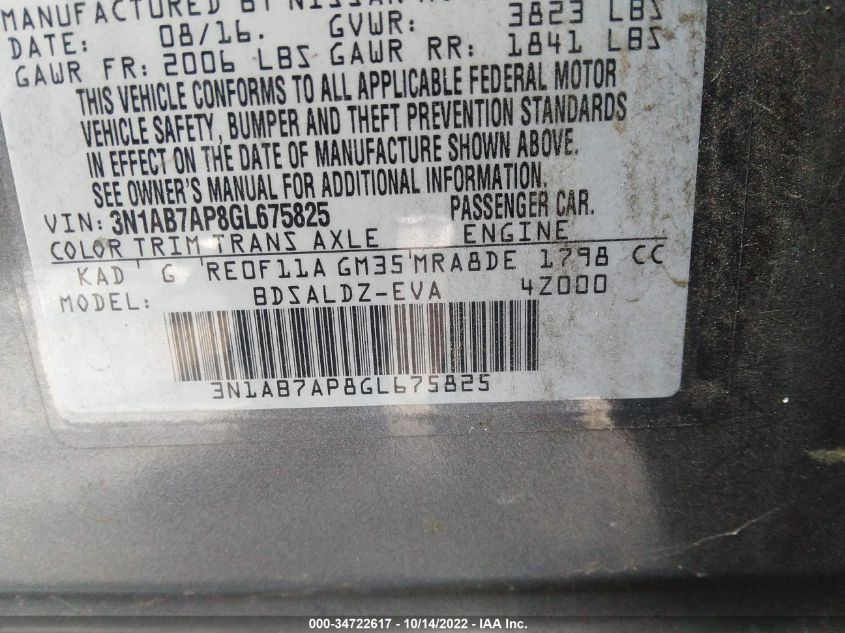 MANUFACTURED BY NISSAN
GVWR: 3823 LBS
DATE: 08/16.
GAWR FR: 2006 LBS GAWR RR: 1841 LBS
THIS VEHICLE CONFORMS TO ALL APPLICABLE FEDERAL MOTOR
VEHICLE SAFETY, BUMPER AND THEFT PREVENTION STANDARDS
IN EFFECT ON THE DATE OF MANUFACTURE SHOWN ABOVE.
SEE OWNER'S MANUAL FOR ADDITIONAL INFORMATION.
VIN: 3N1AB7AP8GL675825 PASSENGER CAR.
COLOR TRIM TRANS AXLE ENGINE
KAD G RE0F11A GM35 MRA8DE 1798 CC
MODEL: BDSALDZ-EVA 4Z000
3N1AB7AP8GL675825
000-34722617 - 10/14/2022 - IAA Inc.